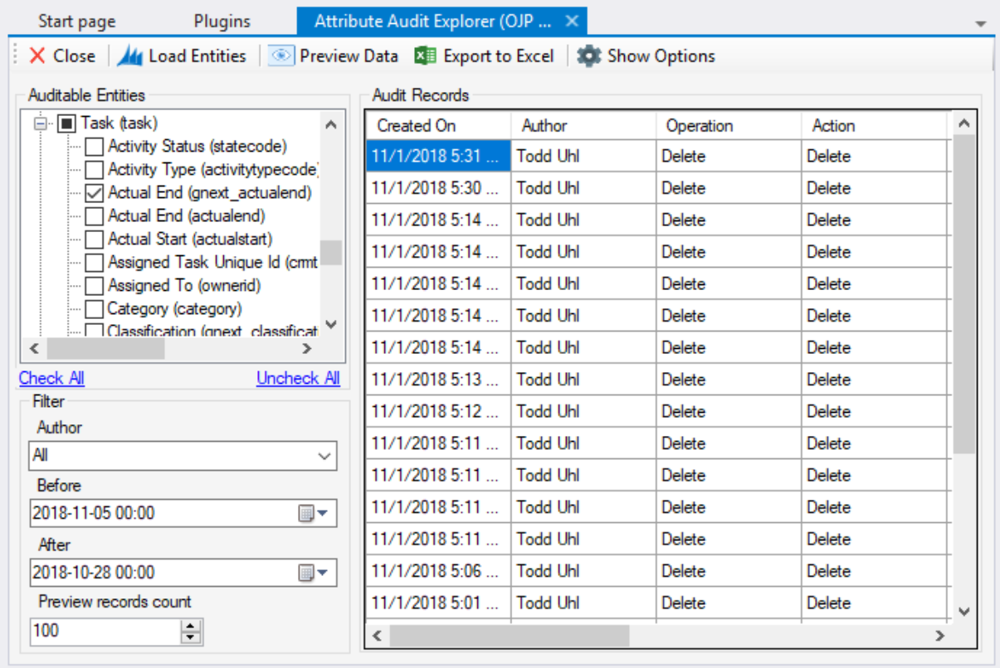 Start page Plugins Attribute Audit Explorer (OJP ... ×
Close Load Entities Preview Data Export to Excel Show Options
Auditable Entities
Task (task)
Activity Status (statecode)
Activity Type (activitytypecode)
Actual End (gnext_actualend)
Actual End (actualend)
Actual Start (actualstart)
Assigned Task Unique Id (crmt
Assigned To (ownerid)
Category (category)
Classification (gnext_classificat
Check All Uncheck All
Filter
Author
All
Before
2018-11-05 00:00
After
2018-10-28 00:00
Preview records count
100
Audit Records
Created On Author Operation Action
11/1/2018 5:31 ... Todd Uhl Delete Delete
11/1/2018 5:30 ... Todd Uhl Delete Delete
11/1/2018 5:14 ... Todd Uhl Delete Delete
11/1/2018 5:14 ... Todd Uhl Delete Delete
11/1/2018 5:14 ... Todd Uhl Delete Delete
11/1/2018 5:14 ... Todd Uhl Delete Delete
11/1/2018 5:14 ... Todd Uhl Delete Delete
11/1/2018 5:13 ... Todd Uhl Delete Delete
11/1/2018 5:12 ... Todd Uhl Delete Delete
11/1/2018 5:11 ... Todd Uhl Delete Delete
11/1/2018 5:11 ... Todd Uhl Delete Delete
11/1/2018 5:11 ... Todd Uhl Delete Delete
11/1/2018 5:11 ... Todd Uhl Delete Delete
11/1/2018 5:06 ... Todd Uhl Delete Delete
11/1/2018 5:01 ... Todd Uhl Delete Delete